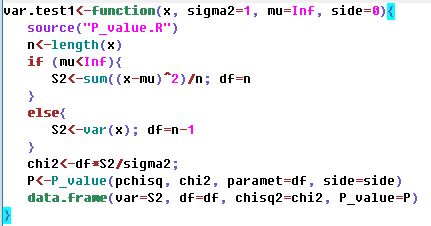 var.test1<-function(x, sigma2=1, mu=Inf, side=0){
source("P_value.R")
n<-length(x)
if (mu<Inf){
S2<-sum((x-mu)^2)/n; df=n
}
else{
S2<-var(x); df=n-1
}
chi2<-df*S2/sigma2;
P<-P_value(pchisq, chi2, paramet=df, side=side)
data.frame(var=S2, df=df, chisq2=chi2, P_value=P)
}